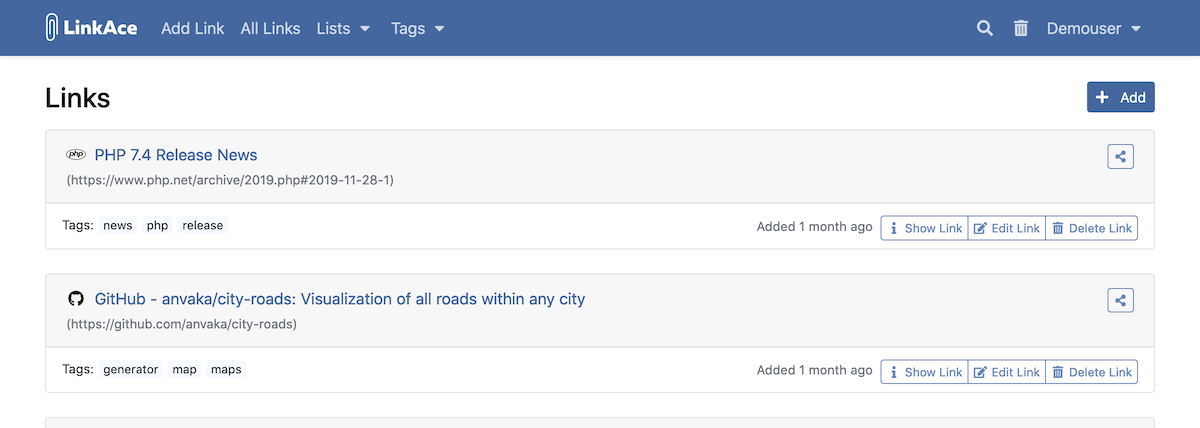 LinkAce Add Link All Links Lists Tags Demouser
Links
Add
php PHP 7.4 Release News
(https://www.php.net/archive/2019.php#2019-11-28-1)
Tags: news php release Added 1 month ago Show Link Edit Link Delete Link
GitHub - anvaka/city-roads: Visualization of all roads within any city
(https://github.com/anvaka/city-roads)
Tags: generator map maps Added 1 month ago Show Link Edit Link Delete Link